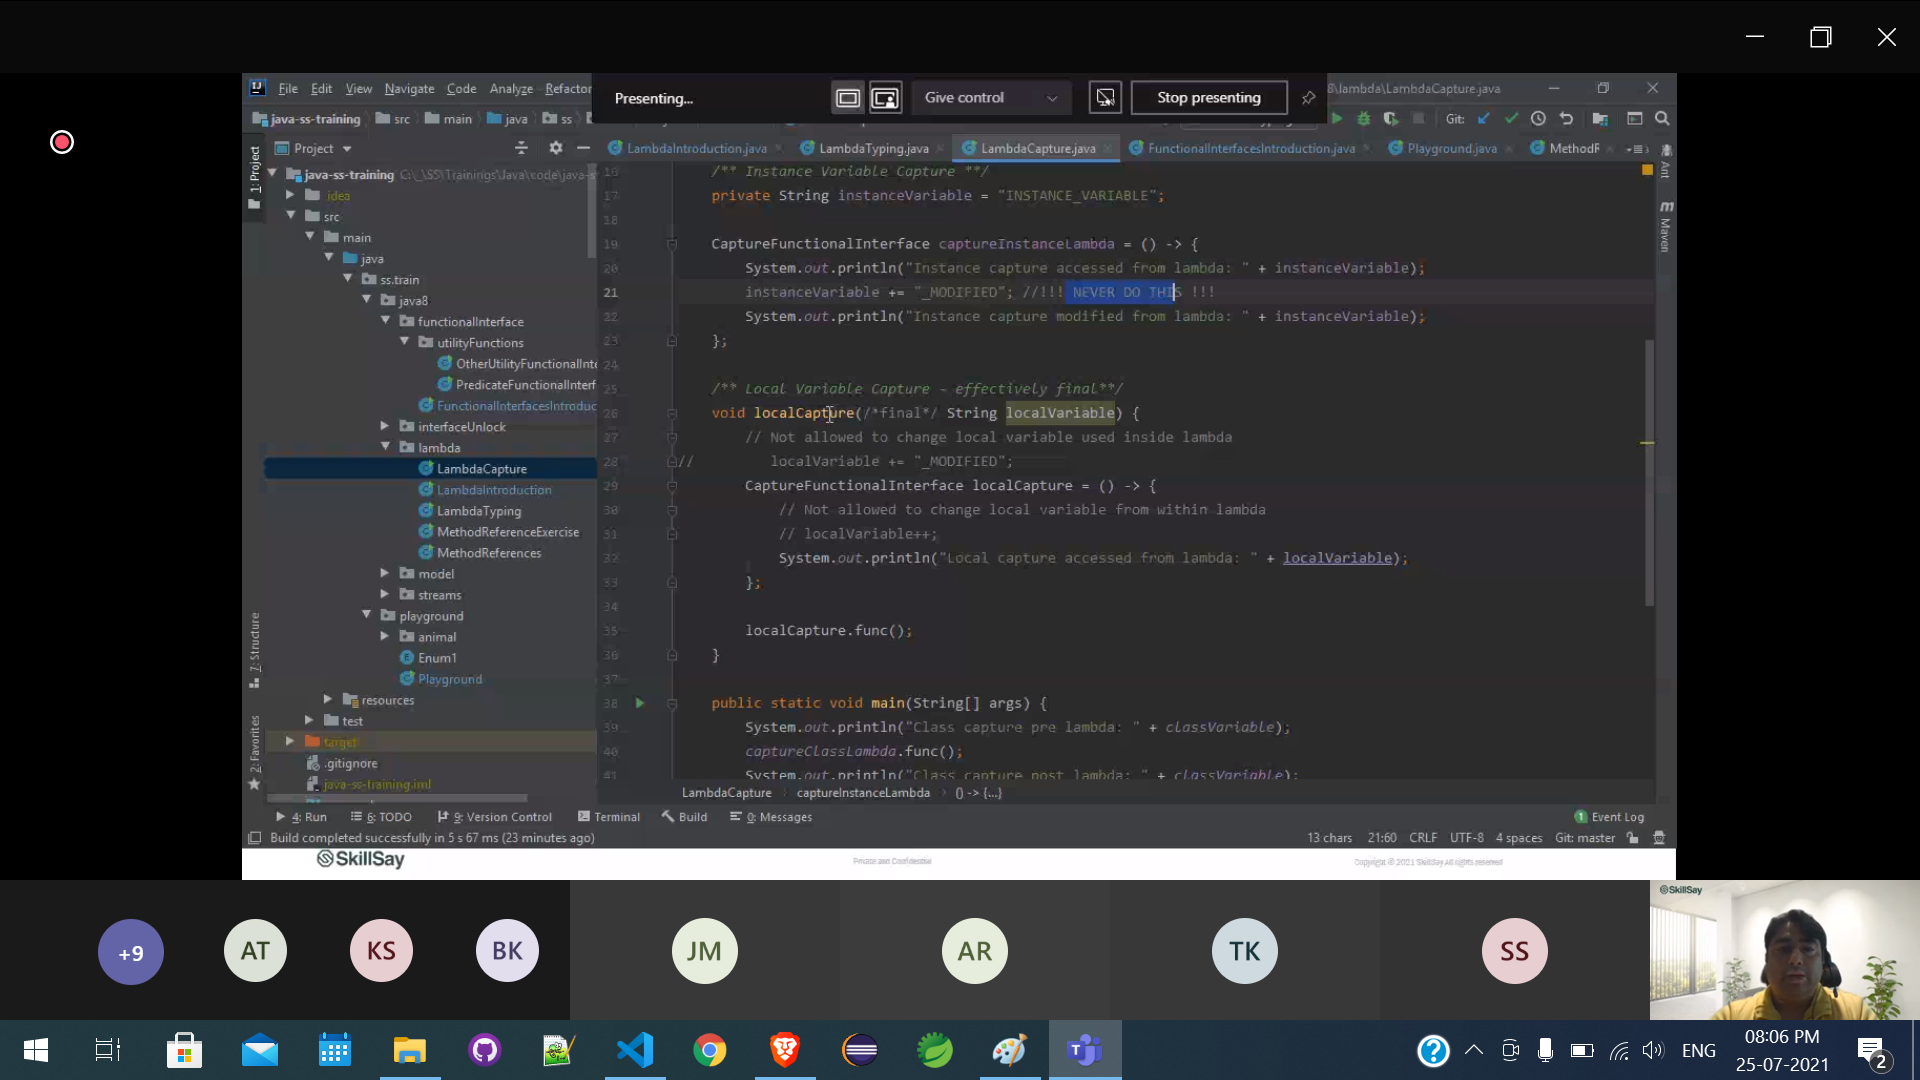 File Edit View Navigate Code Analyze Refactor
Presenting...
Give control
Stop presenting
8\lambda\LambdaCapture.java
java-ss-training src main java ss
Git:
1: Project
Project
LambdaIntroduction.java
LambdaTyping.java
LambdaCapture.java
FunctionalInterfacesIntroduction.java
Playground.java
MethodR
java-ss-training
.idea
src
main
java
ss.train
java8
functionalInterface
utilityFunctions
OtherUtilityFunctionalInte
PredicateFunctionalInterf
FunctionalInterfacesIntroduc
interfaceUnlock
lambda
LambdaCapture
LambdaIntroduction
LambdaTyping
MethodReferenceExercise
MethodReferences
model
streams
playground
animal
Enum1
Playground
resources
test
target
.gitignore
java-ss-training.iml
7: Structure
2: Favorites
Ant
Maven
16 /** Instance Variable Capture **/
17 private String instanceVariable = "INSTANCE_VARIABLE";
18
19 CaptureFunctionalInterface captureInstanceLambda = () -> {
20 System.out.println("Instance capture accessed from lambda: " + instanceVariable);
21 instanceVariable += "_MODIFIED"; //!!! NEVER DO THIS !!!
22 System.out.println("Instance capture modified from lambda: " + instanceVariable);
23 };
24
25 /** Local Variable Capture - effectively final**/
26 void localCapture(/*final*/ String localVariable) {
27 // Not allowed to change local variable used inside lambda
28 // localVariable += "_MODIFIED";
29 CaptureFunctionalInterface localCapture = () -> {
30 // Not allowed to change local variable from within lambda
31 // localVariable++;
32 System.out.println("Local capture accessed from lambda: " + localVariable);
33 };
34
35 localCapture.func();
36 }
37
38 public static void main(String[] args) {
39 System.out.println("Class capture pre lambda: " + classVariable);
40 captureClassLambda.func();
41 System.out.println("Class capture post lambda: " + classVariable);
LambdaCapture captureInstanceLambda () -> {...}
4: Run 6: TODO 9: Version Control Terminal Build 0: Messages
1 Event Log
Build completed successfully in 5 s 67 ms (23 minutes ago)
13 chars 21:60 CRLF UTF-8 4 spaces Git: master
SkillSay
Private and Confidential
Copyright © 2021 SkillSay All rights reserved
+9
AT
KS
BK
JM
AR
TK
SS
SkillSay
ENG
08:06 PM
25-07-2021
2